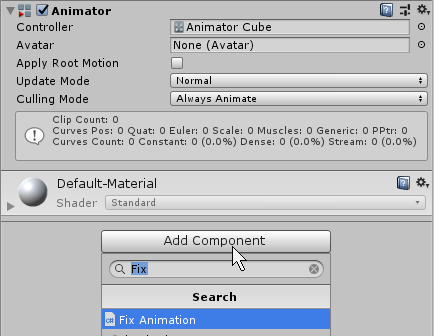 Animator
Controller Animator Cube
Avatar None (Avatar)
Apply Root Motion
Update Mode Normal
Culling Mode Always Animate
Clip Count: 0
Curves Pos: 0 Quat: 0 Euler: 0 Scale: 0 Muscles: 0 Generic: 0 PPtr: 0
Curves Count: 0 Constant: 0 (0.0%) Dense: 0 (0.0%) Stream: 0 (0.0%)
Default-Material
Shader Standard
Add Component
Fix
Search
Fix Animation